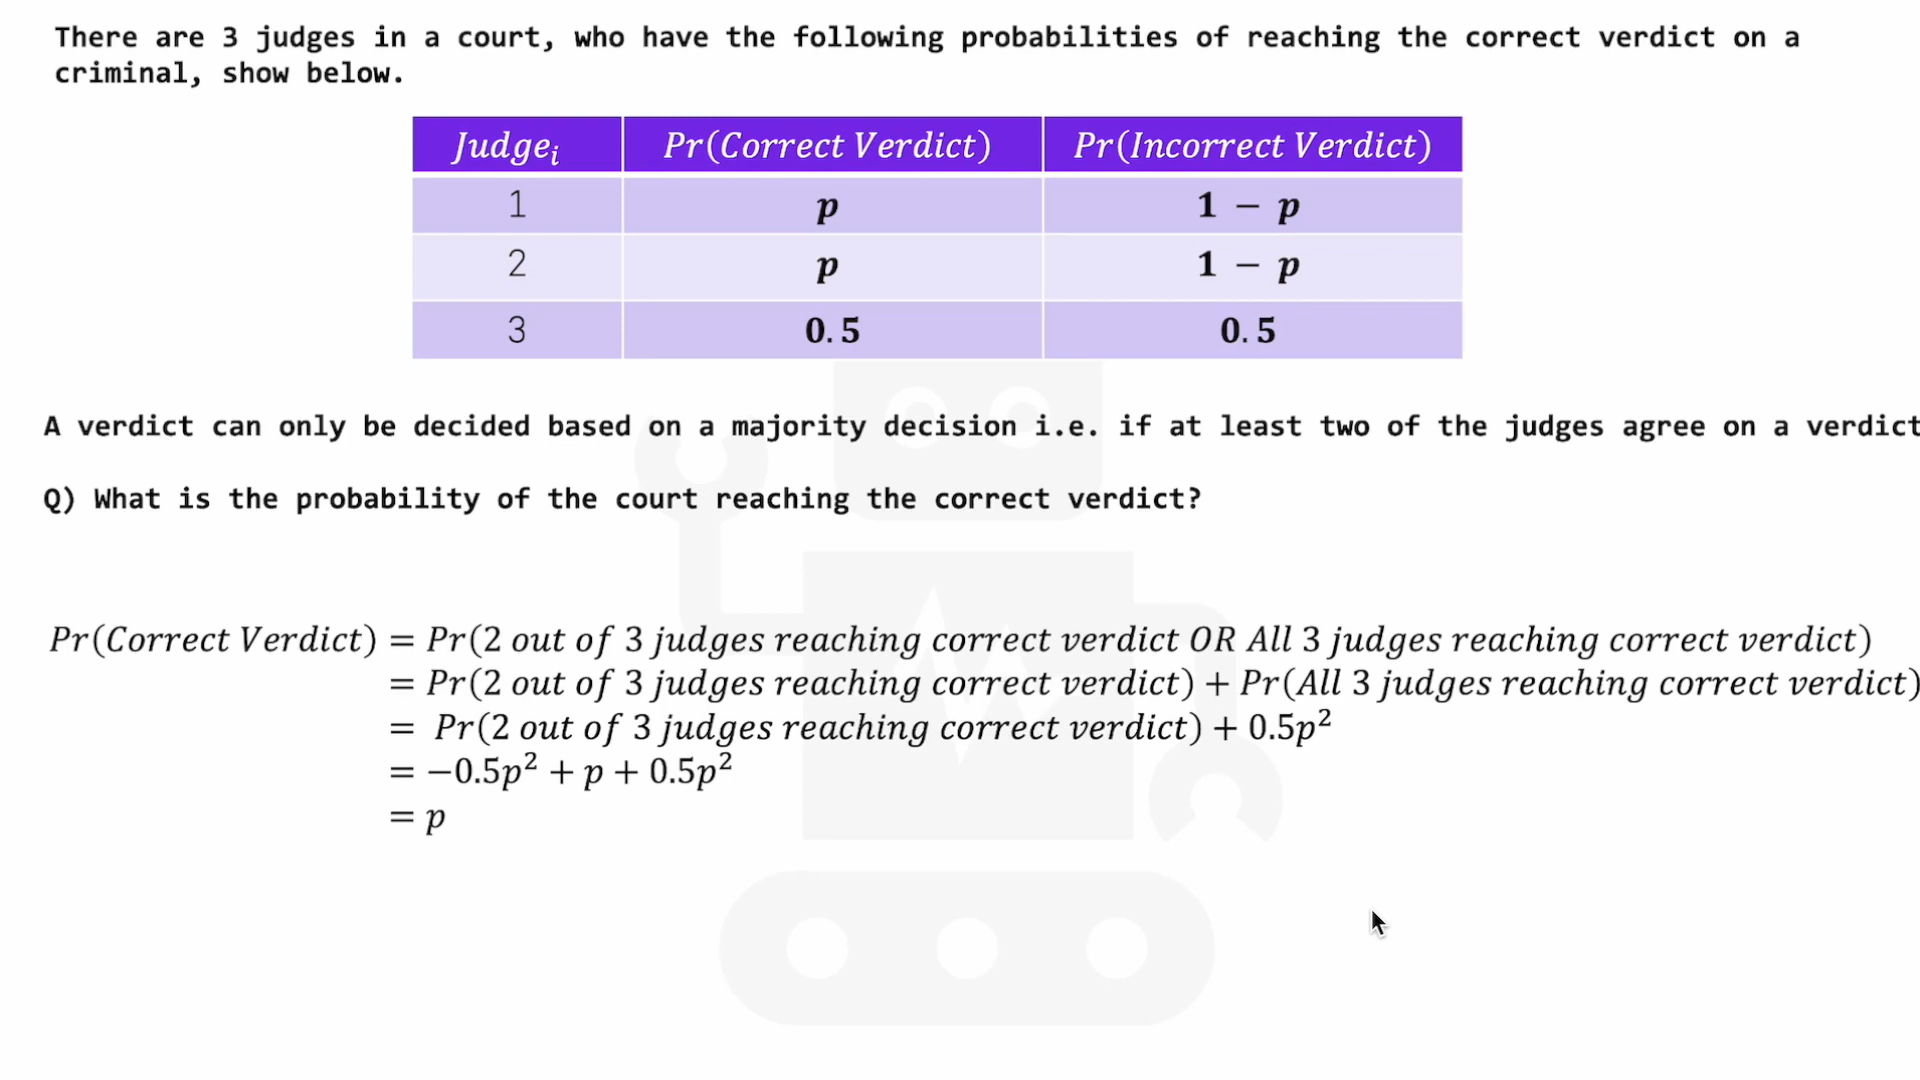 There are 3 judges in a court, who have the following probabilities of reaching the correct verdict on a
criminal, show below.
Judgeᵢ Pr(Correct Verdict) Pr(Incorrect Verdict)
1 p 1 − p
2 p 1 − p
3 0.5 0.5
A verdict can only be decided based on a majority decision i.e. if at least two of the judges agree on a verdict
Q) What is the probability of the court reaching the correct verdict?
Pr(Correct Verdict) = Pr(2 out of 3 judges reaching correct verdict OR All 3 judges reaching correct verdict)
= Pr(2 out of 3 judges reaching correct verdict) + Pr(All 3 judges reaching correct verdict)
= Pr(2 out of 3 judges reaching correct verdict) + 0.5p²
= −0.5p² + p + 0.5p²
= p